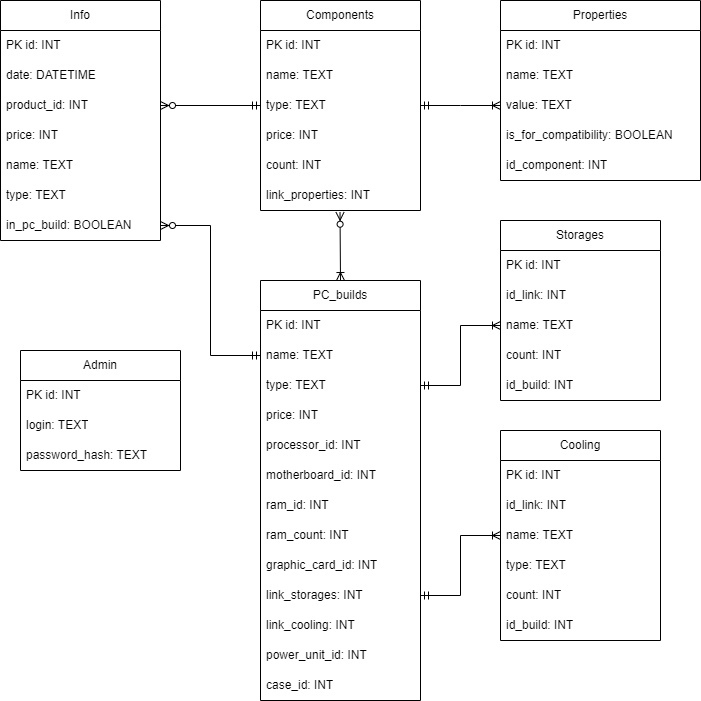 Info
PK id: INT
date: DATETIME
product_id: INT
price: INT
name: TEXT
type: TEXT
in_pc_build: BOOLEAN
Components
PK id: INT
name: TEXT
type: TEXT
price: INT
count: INT
link_properties: INT
Properties
PK id: INT
name: TEXT
value: TEXT
is_for_compatibility: BOOLEAN
id_component: INT
Admin
PK id: INT
login: TEXT
password_hash: TEXT
PC_builds
PK id: INT
name: TEXT
type: TEXT
price: INT
processor_id: INT
motherboard_id: INT
ram_id: INT
ram_count: INT
graphic_card_id: INT
link_storages: INT
link_cooling: INT
power_unit_id: INT
case_id: INT
Storages
PK id: INT
id_link: INT
name: TEXT
count: INT
id_build: INT
Cooling
PK id: INT
id_link: INT
name: TEXT
type: TEXT
count: INT
id_build: INT